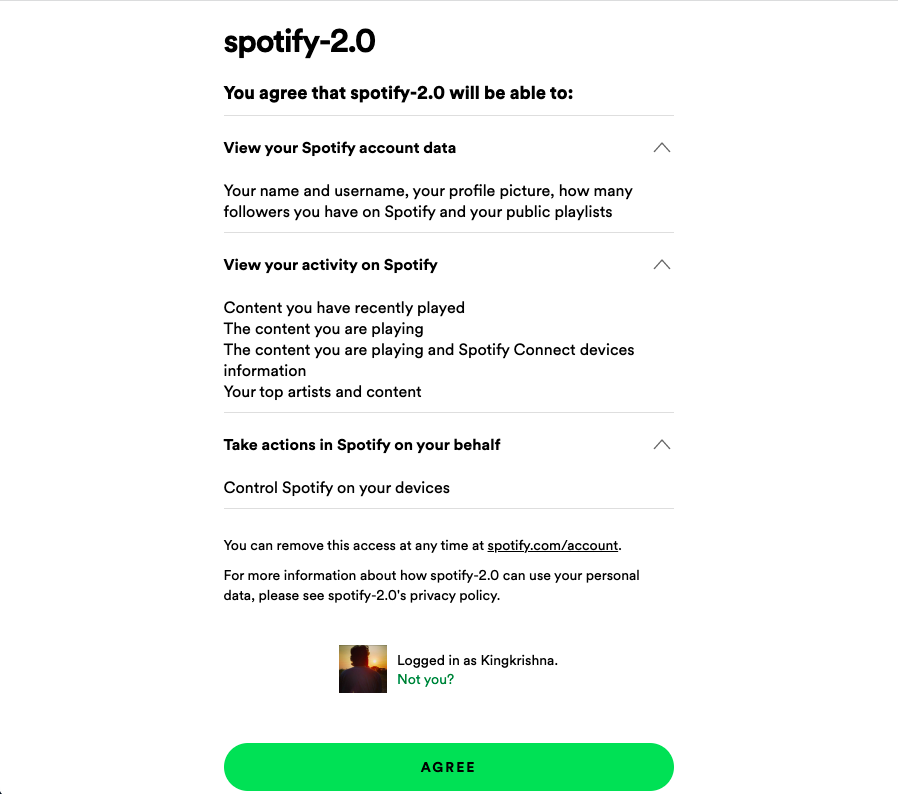 spotify-2.0
You agree that spotify-2.0 will be able to:
View your Spotify account data
Your name and username, your profile picture, how many
followers you have on Spotify and your public playlists
View your activity on Spotify
Content you have recently played
The content you are playing
The content you are playing and Spotify Connect devices
information
Your top artists and content
Take actions in Spotify on your behalf
Control Spotify on your devices
You can remove this access at any time at spotify.com/account.
For more information about how spotify-2.0 can use your personal
data, please see spotify-2.0's privacy policy.
Logged in as Kingkrishna.
Not you?
AGREE